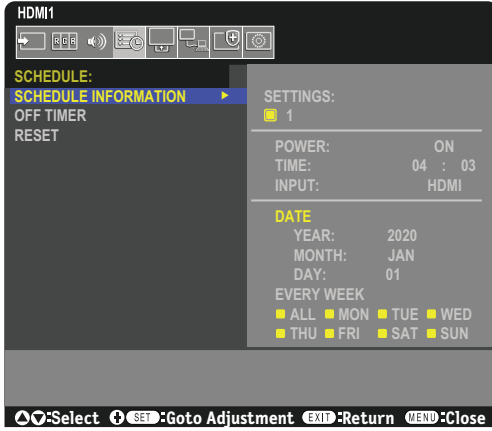 HDMI1
RGB
SCHEDULE:
SCHEDULE INFORMATION
OFF TIMER
RESET
SETTINGS:
1
POWER: ON
TIME: 04 : 03
INPUT: HDMI
DATE
YEAR: 2020
MONTH: JAN
DAY: 01
EVERY WEEK
ALL MON TUE WED
THU FRI SAT SUN
:Select SET:Goto Adjustment EXIT:Return MENU:Close